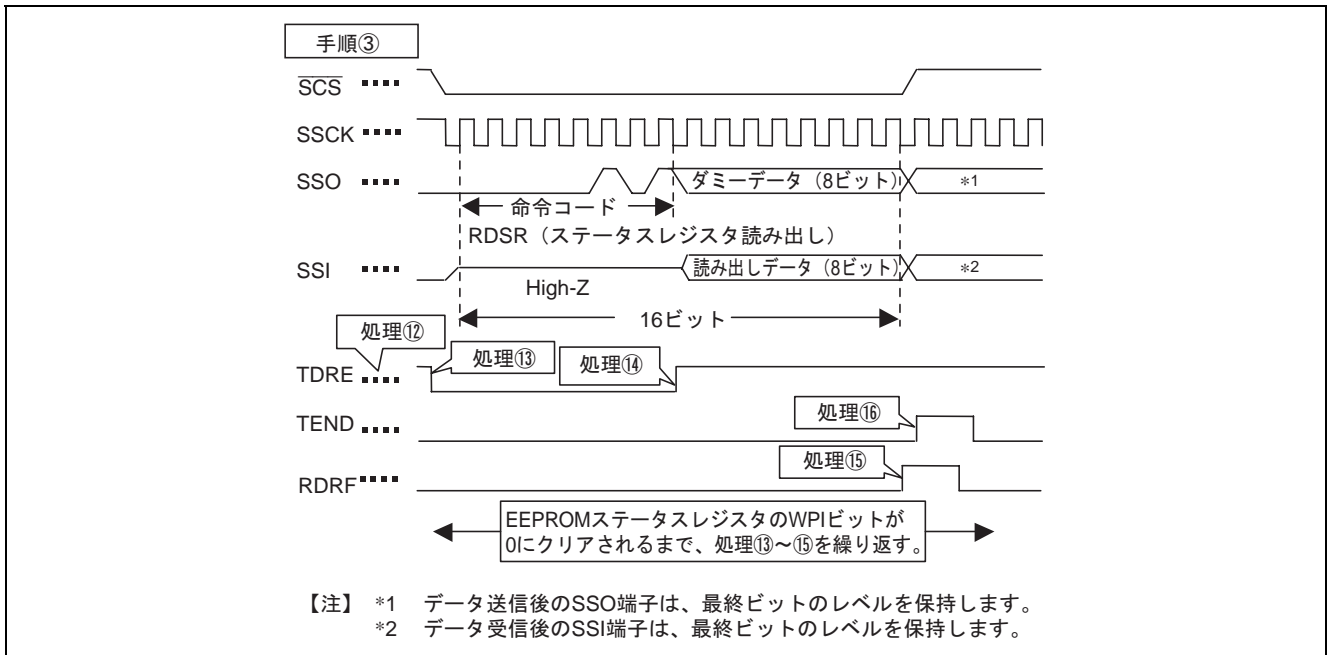 手順③
SCS
SSCK
SSO
ダミーデータ（8ビット）
*1
命令コード
RDSR（ステータスレジスタ読み出し）
SSI
読み出しデータ（8ビット）
*2
High-Z
16ビット
処理⑫
処理⑬
処理⑭
TDRE
処理⑯
TEND
処理⑮
RDRF
EEPROMステータスレジスタのWPIビットが
0にクリアされるまで、処理⑬～⑮を繰り返す。
【注】 *1 データ送信後のSSO端子は、最終ビットのレベルを保持します。
*2 データ受信後のSSI端子は、最終ビットのレベルを保持します。